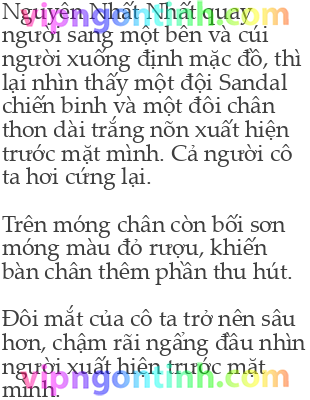 Nguyên Nhất Nhất quay
người sang một bên và cúi
người xuống định mặc đồ, thì
lại nhìn thấy một đội Sandal
chiến binh và một đôi chân
thon dài trắng nõn xuất hiện
trước mặt mình. Cả người cô
ta hơi cứng lại.
Trên móng chân còn bối sơn
móng màu đỏ rượu, khiến
bàn chân thêm phần thu hút.
Đôi mắt của cô ta trở nên sâu
hơn, chậm rãi ngẩng đầu nhìn
người xuất hiện trước mặt
mình.
vipngontinh.com
vipngontinh.com